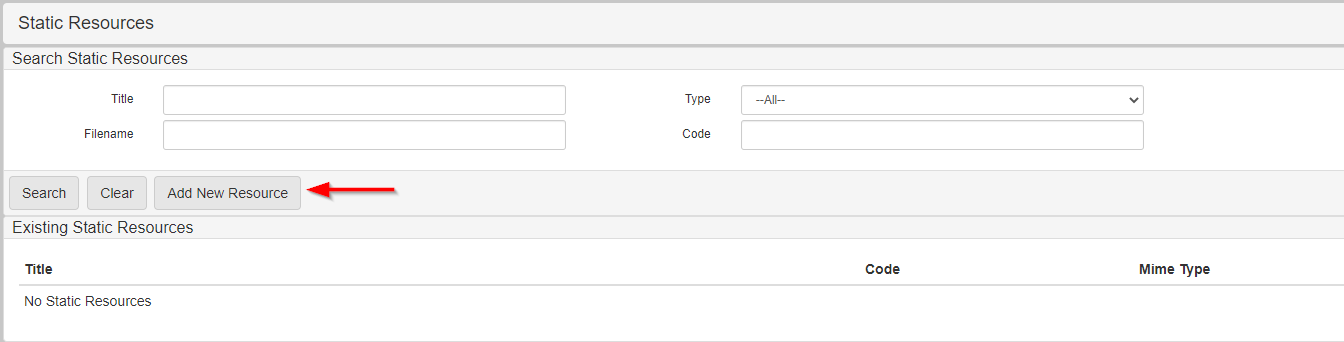 Static Resources
Search Static Resources
Title
Type
--All--
Filename
Code
Search
Clear
Add New Resource
Existing Static Resources
Title
Code
Mime Type
No Static Resources